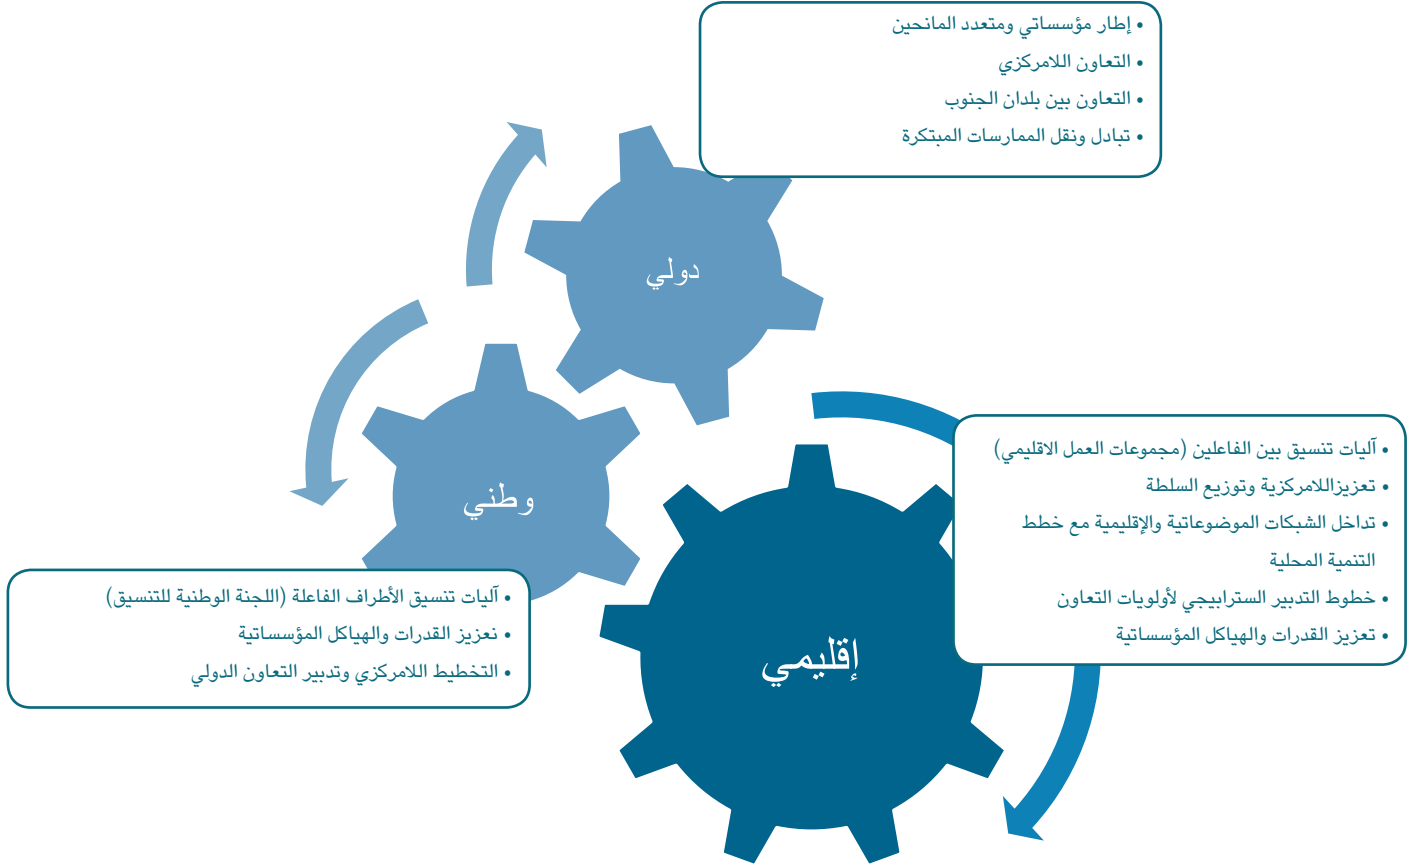 • إطار مؤسساتي ومتعدد المانحين
• التعاون اللامركزي
• التعاون بين بلدان الجنوب
• تبادل ونقل الممارسات المبتكرة
دولي
وطني
• آليات تنسيق بين الفاعلين (مجموعات العمل الاقليمي)
• تعزيزاللامركزية وتوزيع السلطة
• تداخل الشبكات الموضوعاتية والإقليمية مع خطط
التنمية المحلية
• خطوط التدبير السترابيجي لأولويات التعاون
• تعزيز القدرات والهياكل المؤسساتية
• آليات تنسيق الأطراف الفاعلة (اللجنة الوطنية للتنسيق)
• نعزيز القدرات والهياكل المؤسساتية
• التخطيط اللامركزي وتدبير التعاون الدولي
إقليمي